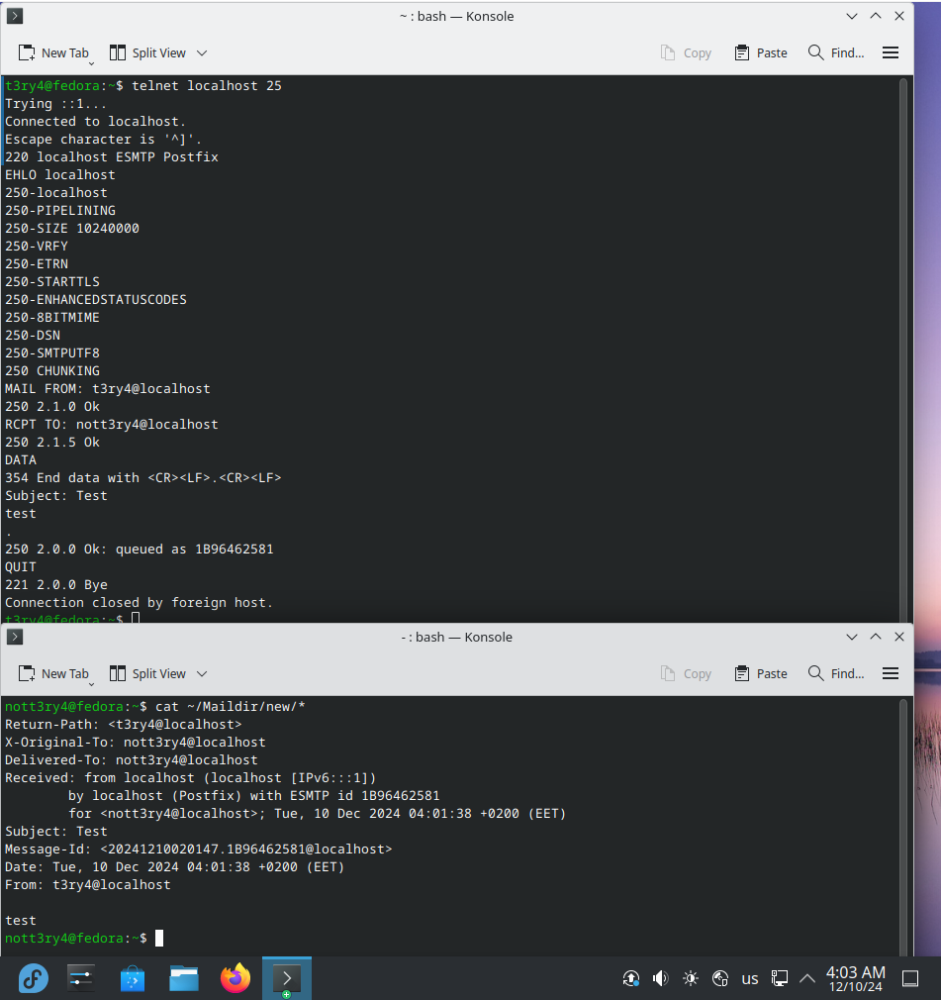 ~ : bash — Konsole
New Tab Split View Copy Paste Find...
t3ry4@fedora:~$ telnet localhost 25
Trying ::1...
Connected to localhost.
Escape character is '^]'.
220 localhost ESMTP Postfix
EHLO localhost
250-localhost
250-PIPELINING
250-SIZE 10240000
250-VRFY
250-ETRN
250-STARTTLS
250-ENHANCEDSTATUSCODES
250-8BITMIME
250-DSN
250-SMTPUTF8
250 CHUNKING
MAIL FROM: t3ry4@localhost
250 2.1.0 Ok
RCPT TO: nott3ry4@localhost
250 2.1.5 Ok
DATA
354 End data with <CR><LF>.<CR><LF>
Subject: Test
test
.
250 2.0.0 Ok: queued as 1B96462581
QUIT
221 2.0.0 Bye
Connection closed by foreign host.
t3ry4@fedora:~$
- : bash — Konsole
New Tab Split View Copy Paste Find...
nott3ry4@fedora:~$ cat ~/Maildir/new/*
Return-Path: <t3ry4@localhost>
X-Original-To: nott3ry4@localhost
Delivered-To: nott3ry4@localhost
Received: from localhost (localhost [IPv6:::1])
        by localhost (Postfix) with ESMTP id 1B96462581
        for <nott3ry4@localhost>; Tue, 10 Dec 2024 04:01:38 +0200 (EET)
Subject: Test
Message-Id: <20241210020147.1B96462581@localhost>
Date: Tue, 10 Dec 2024 04:01:38 +0200 (EET)
From: t3ry4@localhost

test
nott3ry4@fedora:~$
us 4:03 AM
12/10/24